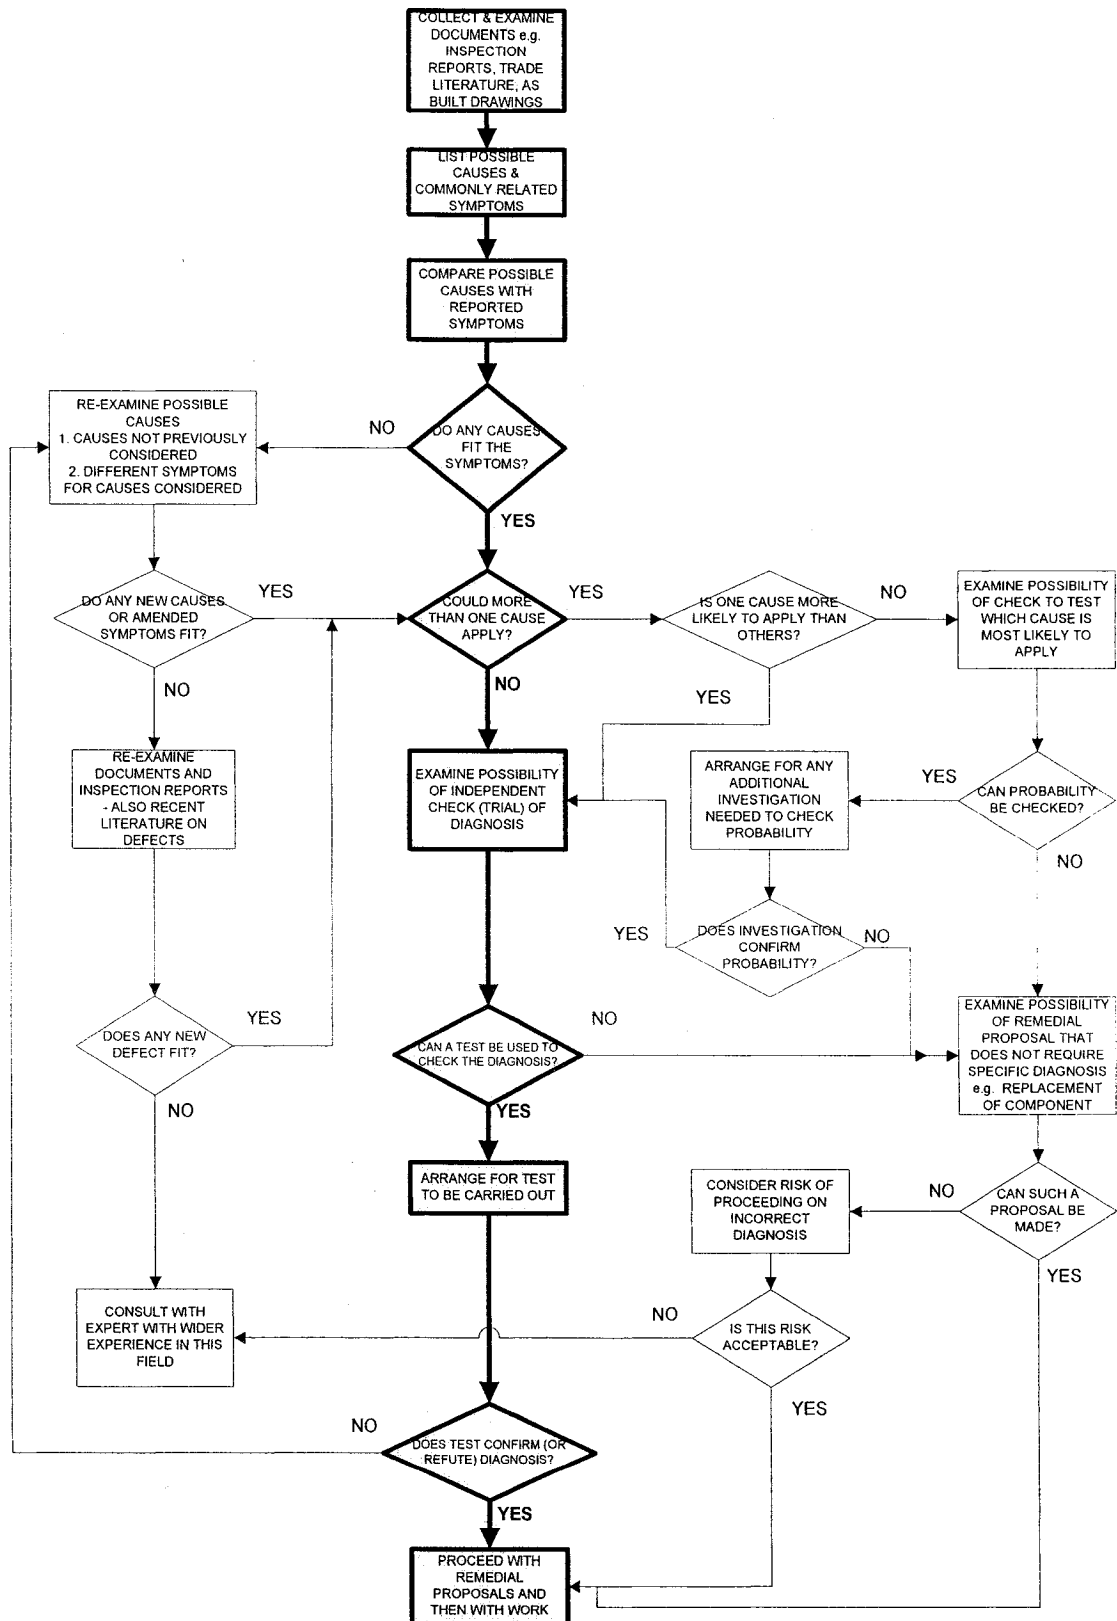 COLLECT & EXAMINE
DOCUMENTS e.g.
INSPECTION
REPORTS, TRADE
LITERATURE, AS
BUILT DRAWINGS
LIST POSSIBLE
CAUSES &
COMMONLY RELATED
SYMPTOMS
COMPARE POSSIBLE
CAUSES WITH
REPORTED
SYMPTOMS
RE-EXAMINE POSSIBLE
CAUSES
1. CAUSES NOT PREVIOUSLY
CONSIDERED
2. DIFFERENT SYMPTOMS
FOR CAUSES CONSIDERED
NO
DO ANY CAUSES
FIT THE
SYMPTOMS?
YES
DO ANY NEW CAUSES
OR AMENDED
SYMPTOMS FIT?
YES
NO
COULD MORE
THAN ONE CAUSE
APPLY?
YES
NO
IS ONE CAUSE MORE
LIKELY TO APPLY THAN
OTHERS?
NO
YES
EXAMINE POSSIBILITY
OF CHECK TO TEST
WHICH CAUSE IS
MOST LIKELY TO
APPLY
RE-EXAMINE
DOCUMENTS AND
INSPECTION REPORTS
- ALSO RECENT
LITERATURE ON
DEFECTS
EXAMINE POSSIBILITY
OF INDEPENDENT
CHECK (TRIAL) OF
DIAGNOSIS
ARRANGE FOR ANY
ADDITIONAL
INVESTIGATION
NEEDED TO CHECK
PROBABILITY
YES
CAN PROBABILITY
BE CHECKED?
NO
YES
DOES INVESTIGATION
CONFIRM
PROBABILITY?
NO
DOES ANY NEW
DEFECT FIT?
YES
NO
CAN A TEST BE USED TO
CHECK THE DIAGNOSIS?
NO
YES
EXAMINE POSSIBILITY
OF REMEDIAL
PROPOSAL THAT
DOES NOT REQUIRE
SPECIFIC DIAGNOSIS
e.g. REPLACEMENT
OF COMPONENT
ARRANGE FOR TEST
TO BE CARRIED OUT
CONSIDER RISK OF
PROCEEDING ON
INCORRECT
DIAGNOSIS
NO
CAN SUCH A
PROPOSAL BE
MADE?
YES
CONSULT WITH
EXPERT WITH WIDER
EXPERIENCE IN THIS
FIELD
NO
IS THIS RISK
ACCEPTABLE?
YES
NO
DOES TEST CONFIRM (OR
REFUTE) DIAGNOSIS?
YES
PROCEED WITH
REMEDIAL
PROPOSALS AND
THEN WITH WORK